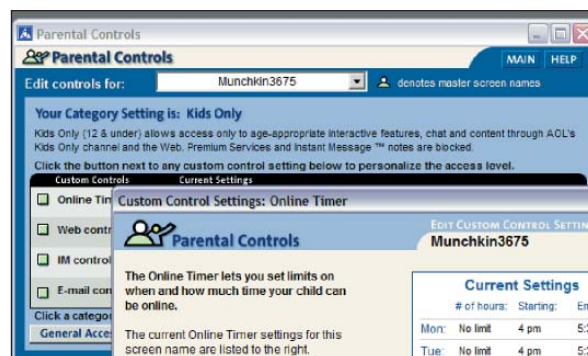 Parental Controls
Parental Controls
MAIN HELP
Edit controls for: Munchkin3675 denotes master screen names
Your Category Setting is: Kids Only
Kids Only (12 & under) allows access only to age-appropriate interactive features, chat and content through AOL's
Kids Only channel and the Web. Premium Services and Instant Message ™ notes are blocked.
Click the button next to any custom control setting below to personalize the access level.
Custom Controls Current Settings
Online Tim
Web contr
IM control
E-mail con
Click a categor
General Acce
Custom Control Settings: Online Timer
Parental Controls
EDIT CUSTOM CONTROL SETTIN
Munchkin3675
The Online Timer lets you set limits on
when and how much time your child can
be online.
The current Online Timer settings for this
screen name are listed to the right.
Current Settings
# of hours: Starting: En
Mon: No limit 4 pm 5:
Tue: No limit 4 pm 5: